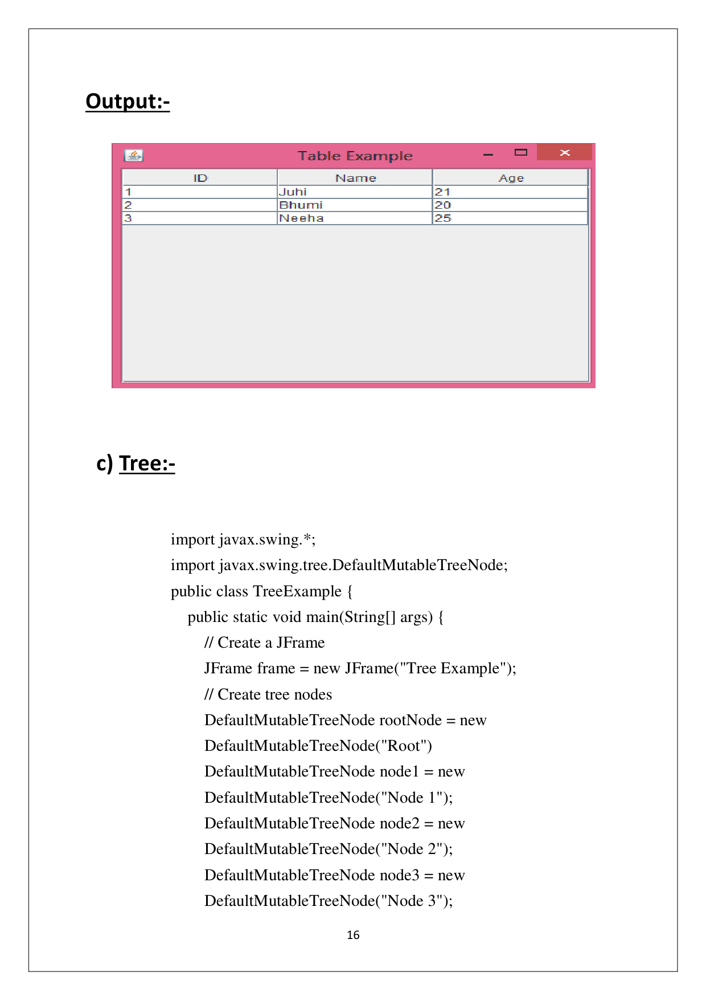 Output:-
Table Example
ID Name Age
1 Juhi 21
2 Bhumi 20
3 Neeha 25
c) Tree:-
import javax.swing.*;
import javax.swing.tree.DefaultMutableTreeNode;
public class TreeExample {
public static void main(String[] args) {
// Create a JFrame
JFrame frame = new JFrame("Tree Example");
// Create tree nodes
DefaultMutableTreeNode rootNode = new
DefaultMutableTreeNode("Root")
DefaultMutableTreeNode node1 = new
DefaultMutableTreeNode("Node 1");
DefaultMutableTreeNode node2 = new
DefaultMutableTreeNode("Node 2");
DefaultMutableTreeNode node3 = new
DefaultMutableTreeNode("Node 3");
16